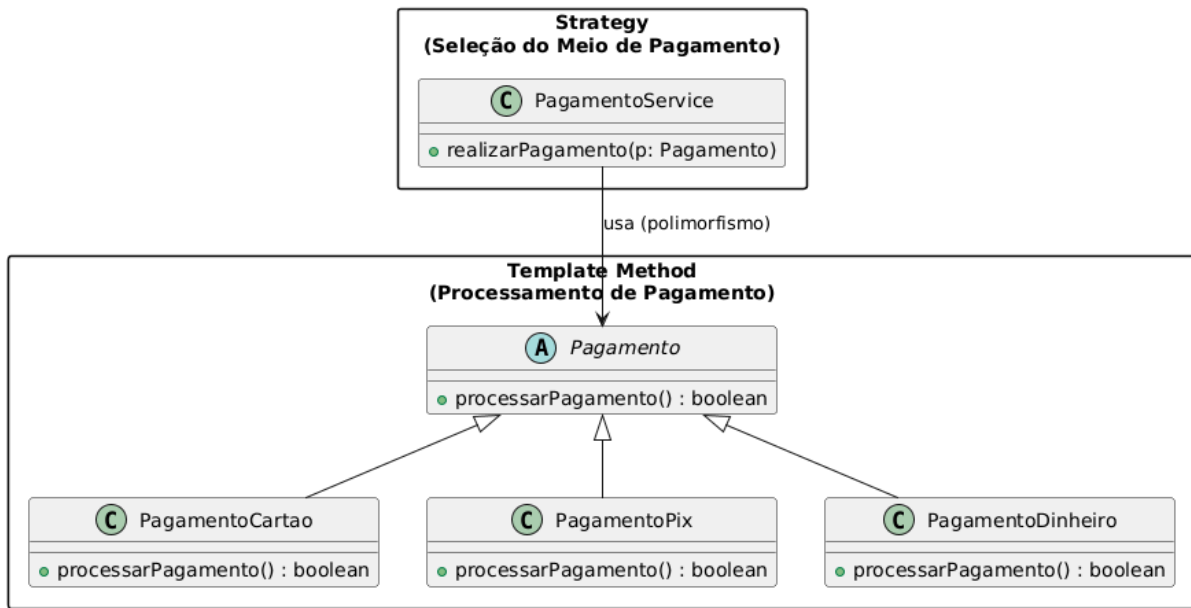 Strategy
(Seleção do Meio de Pagamento)
C PagamentoService
realizarPagamento(p: Pagamento)
usa (polimorfismo)
Template Method
(Processamento de Pagamento)
A Pagamento
processarPagamento() : boolean
C PagamentoCartao
processarPagamento() : boolean
C PagamentoPix
processarPagamento() : boolean
C PagamentoDinheiro
processarPagamento() : boolean